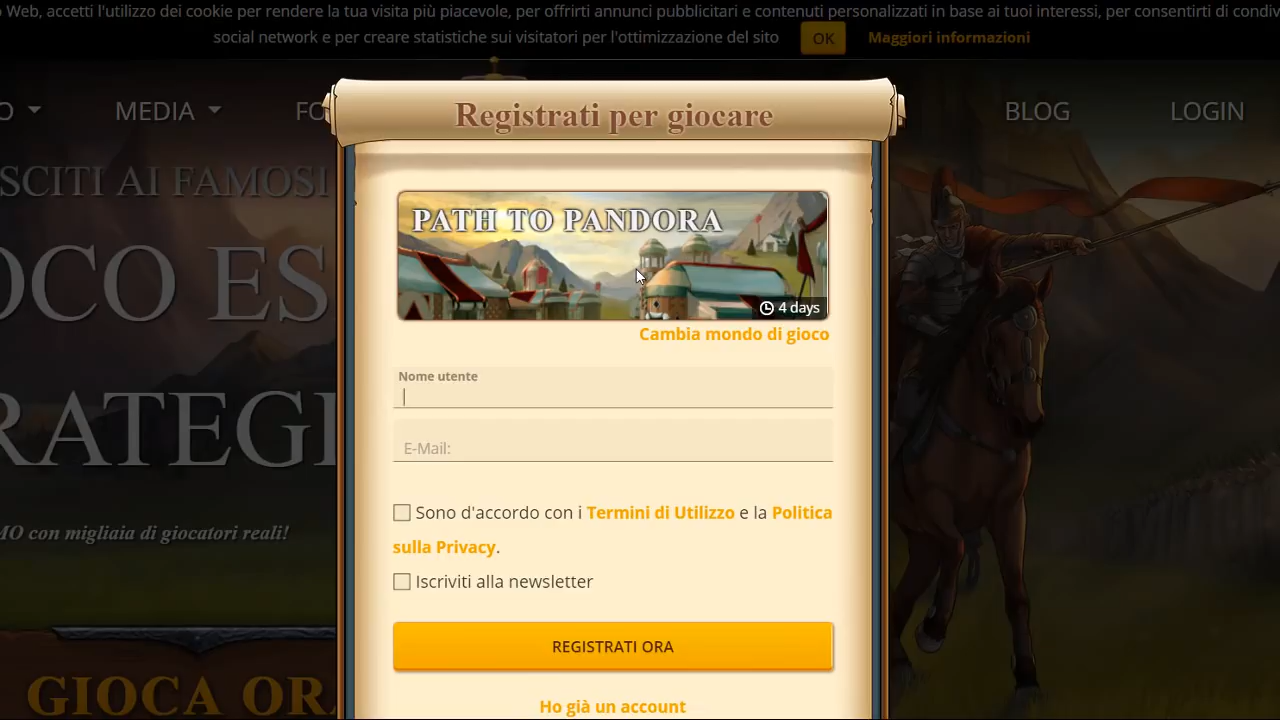 Web, accetti l'utilizzo dei cookie per rendere la tua visita più piacevole, per offrirti annunci pubblicitari e contenuti personalizzati in base ai tuoi interessi, per consentirti di condiv
social network e per creare statistiche sui visitatori per l'ottimizzazione del sito OK Maggiori informazioni
O MEDIA FO BLOG LOGIN
Registrati per giocare
SCITI AI FAMOSI
PATH TO PANDORA
OCO ES
4 days
Cambia mondo di gioco
Nome utente
RATEGI
E-Mail:
Sono d'accordo con i Termini di Utilizzo e la Politica
sulla Privacy.
MO con migliaia di giocatori reali!
Iscriviti alla newsletter
REGISTRATI ORA
GIOCA OR
Ho già un account